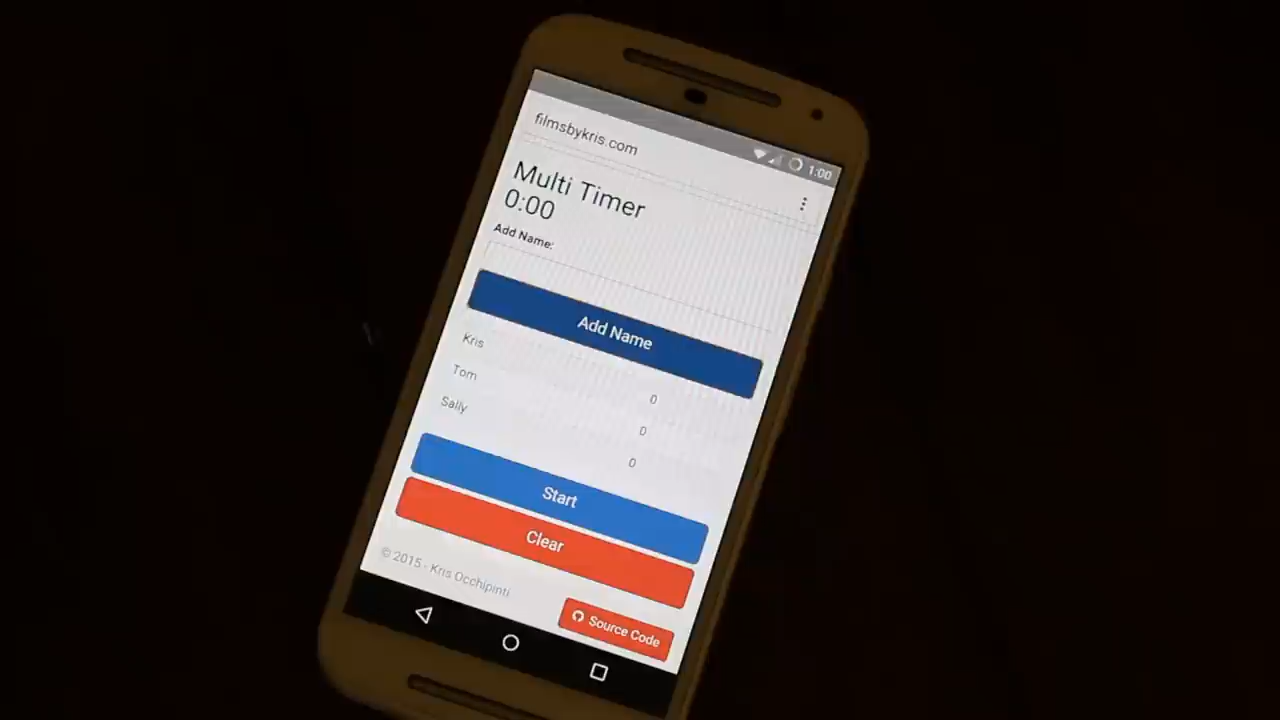 1:00
filmsbykris.com
Multi Timer
0:00
Add Name:
Add Name
Kris 0
Tom 0
Sally 0
Start
Clear
© 2015 - Kris Occhipinti
Source Code